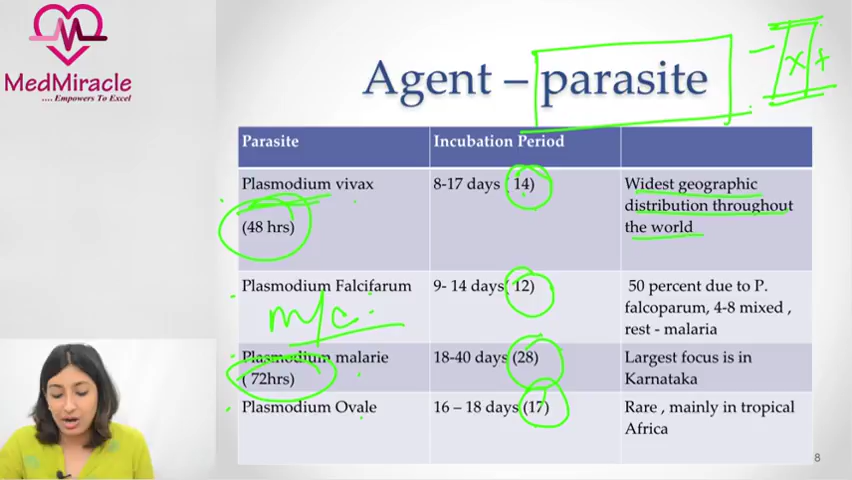 MedMiracle
.... Empowers To Excel
Agent – parasite
– x +
Parasite
Incubation Period
Plasmodium vivax
(48 hrs)
8-17 days ( 14)
Widest geographic
distribution throughout
the world
Plasmodium Falcifarum
m/c
9- 14 days( 12)
50 percent due to P.
falcoparum, 4-8 mixed ,
rest - malaria
Plasmodium malarie
( 72hrs)
18-40 days (28)
Largest focus is in
Karnataka
Plasmodium Ovale
16 – 18 days (17)
Rare , mainly in tropical
Africa
8